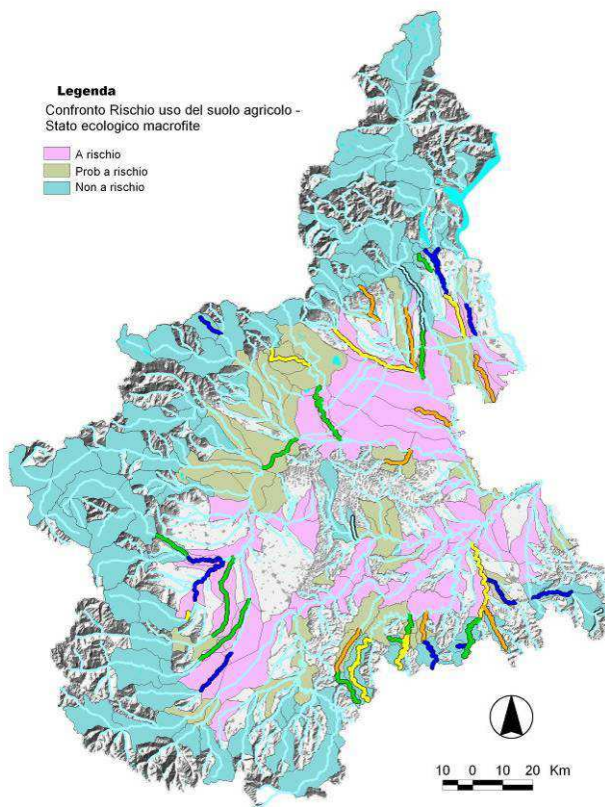 Legenda
Confronto Rischio uso del suolo agricolo -
Stato ecologico macrofite
A rischio
Prob a rischio
Non a rischio
10 0 10 20 Km